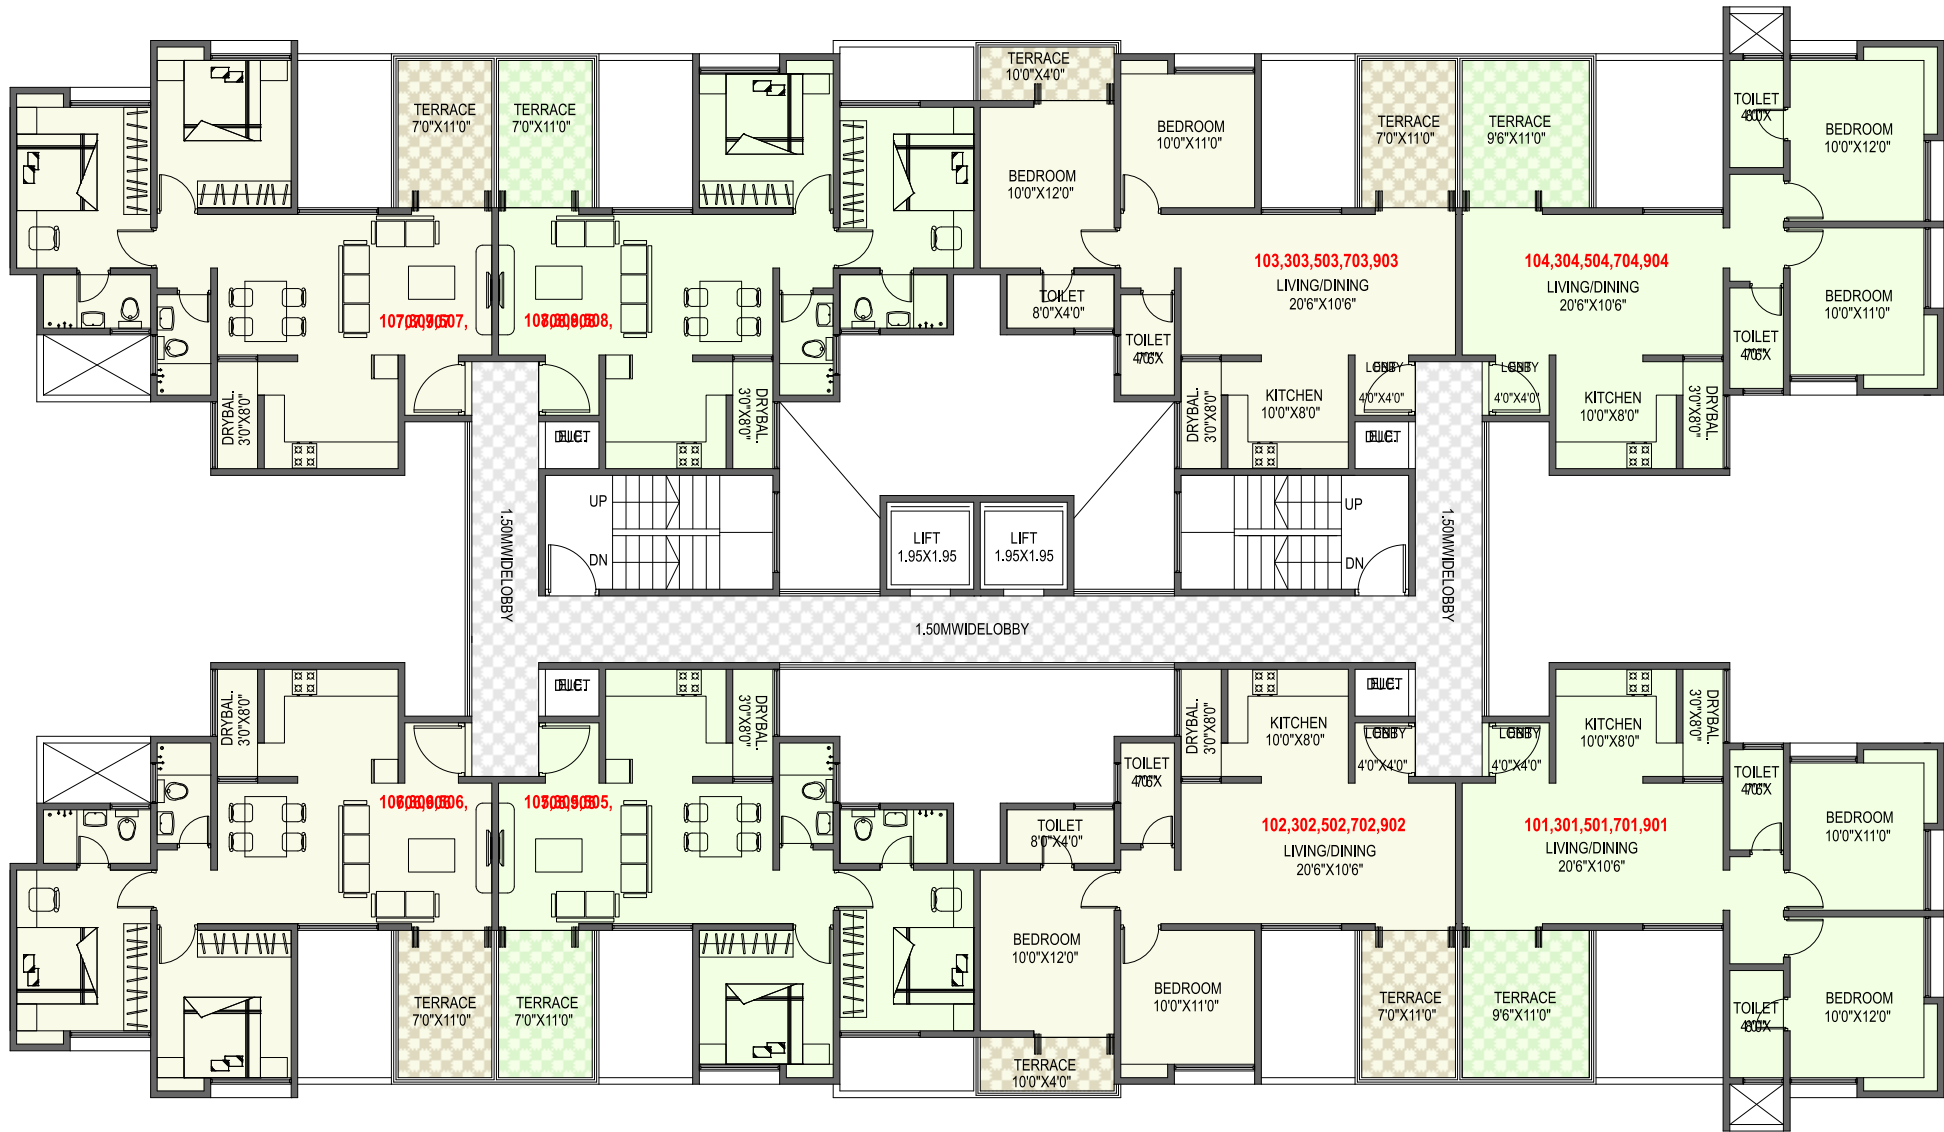 TERRACE
10'0"X4'0"
TERRACE
7'0"X11'0"
TERRACE
7'0"X11'0"
BEDROOM
10'0"X11'0"
TERRACE
7'0"X11'0"
TERRACE
9'6"X11'0"
TOILET
BEDROOM
10'0"X12'0"
BEDROOM
10'0"X12'0"
103,303,503,703,903
LIVING/DINING
20'6"X10'6"
104,304,504,704,904
LIVING/DINING
20'6"X10'6"
BEDROOM
10'0"X11'0"
TOILET
8'0"X4'0"
TOILET
TOILET
DRYBAL.
3'0"X8'0"
DRYBAL.
3'0"X8'0"
DRYBAL.
3'0"X8'0"
KITCHEN
10'0"X8'0"
4'0"X4'0"
4'0"X4'0"
KITCHEN
10'0"X8'0"
DRYBAL.
3'0"X8'0"
UP
DN
LIFT
1.95X1.95
LIFT
1.95X1.95
UP
DN
1.50MWIDELOBBY
1.50MWIDELOBBY
1.50MWIDELOBBY
DRYBAL.
3'0"X8'0"
DRYBAL.
3'0"X8'0"
DRYBAL.
3'0"X8'0"
KITCHEN
10'0"X8'0"
4'0"X4'0"
4'0"X4'0"
KITCHEN
10'0"X8'0"
DRYBAL.
3'0"X8'0"
TOILET
TOILET
TOILET
8'0"X4'0"
102,302,502,702,902
LIVING/DINING
20'6"X10'6"
101,301,501,701,901
LIVING/DINING
20'6"X10'6"
BEDROOM
10'0"X11'0"
BEDROOM
10'0"X12'0"
TERRACE
7'0"X11'0"
TERRACE
7'0"X11'0"
BEDROOM
10'0"X11'0"
TERRACE
7'0"X11'0"
TERRACE
9'6"X11'0"
TOILET
BEDROOM
10'0"X12'0"
TERRACE
10'0"X4'0"